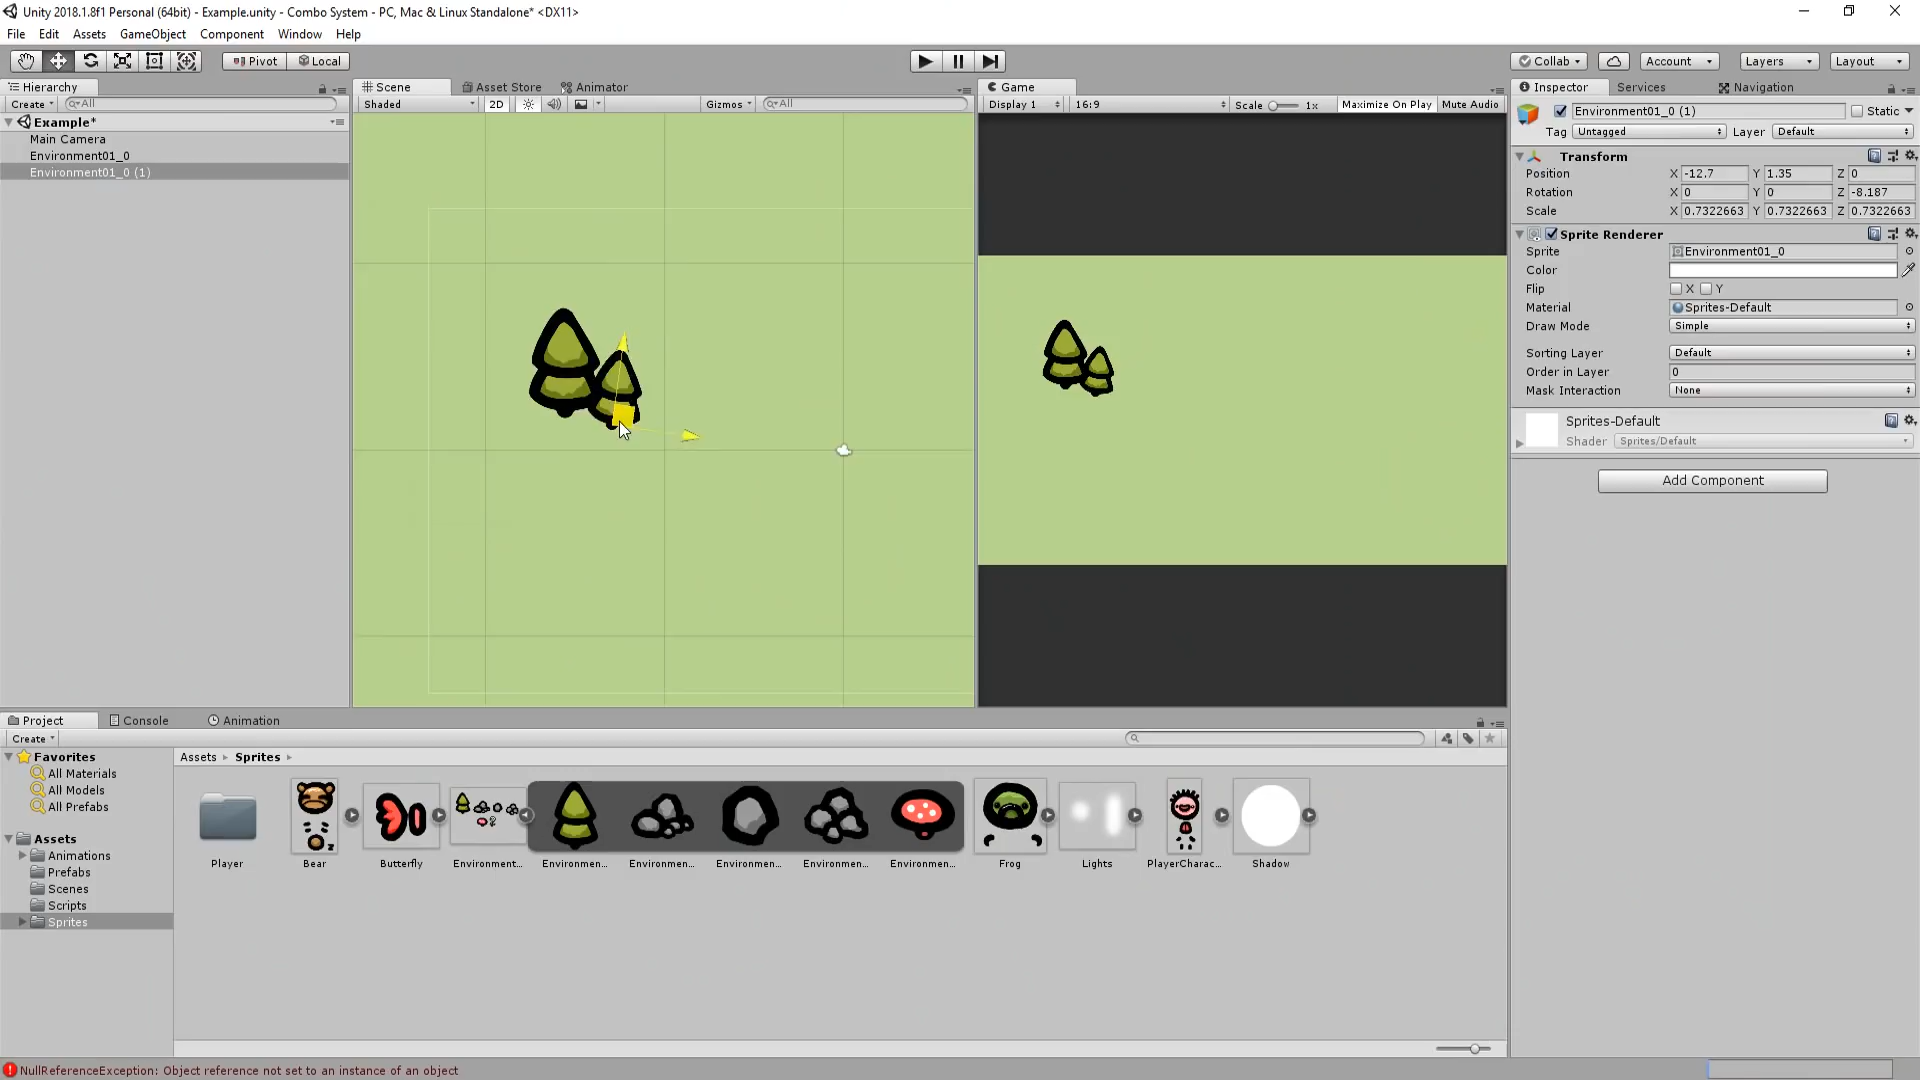 Unity 2018.1.8f1 Personal (64bit) - Example.unity - Combo System - PC, Mac & Linux Standalone* <DX11>
File Edit Assets GameObject Component Window Help
Pivot Local Collab Account Layers Layout
Hierarchy Scene Asset Store Animator Game Inspector Services Navigation
Create All Shaded 2D Gizmos All Display 1 16:9 Scale 1x Maximize On Play Mute Audio
Environment01_0 (1) Static
Example*
Tag Untagged Layer Default
Main Camera
Environment01_0
Environment01_0 (1)
Transform
Position X -12.7 Y 1.35 Z 0
Rotation X 0 Y 0 Z -8.187
Scale X 0.7322663 Y 0.7322663 Z 0.7322663
Sprite Renderer
Sprite Environment01_0
Color
Flip X Y
Material Sprites-Default
Draw Mode Simple
Sorting Layer Default
Order in Layer 0
Mask Interaction None
Sprites-Default
Shader Sprites/Default
Add Component
Project Console Animation
Create
Favorites
All Materials
All Models
All Prefabs
Assets
Animations
Prefabs
Scenes
Scripts
Sprites
Assets Sprites
Player Bear Butterfly Environment... Environmen... Environmen... Environmen... Environmen... Environmen... Frog Lights PlayerCharac... Shadow
NullReferenceException: Object reference not set to an instance of an object